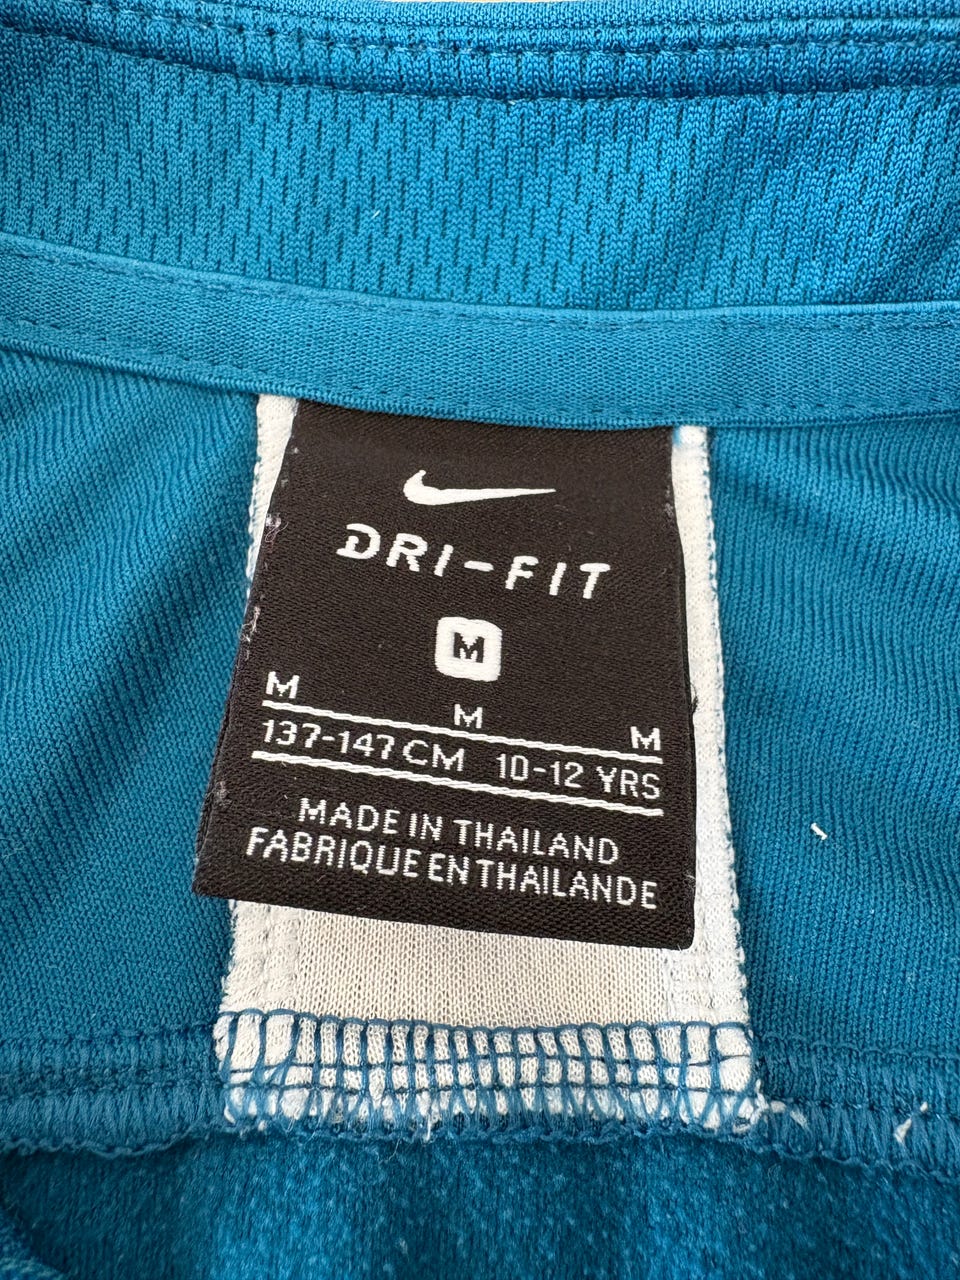 DRI-FIT
M
M M M
137-147 CM 10-12 YRS
MADE IN THAILAND
FABRIQUE EN THAILANDE